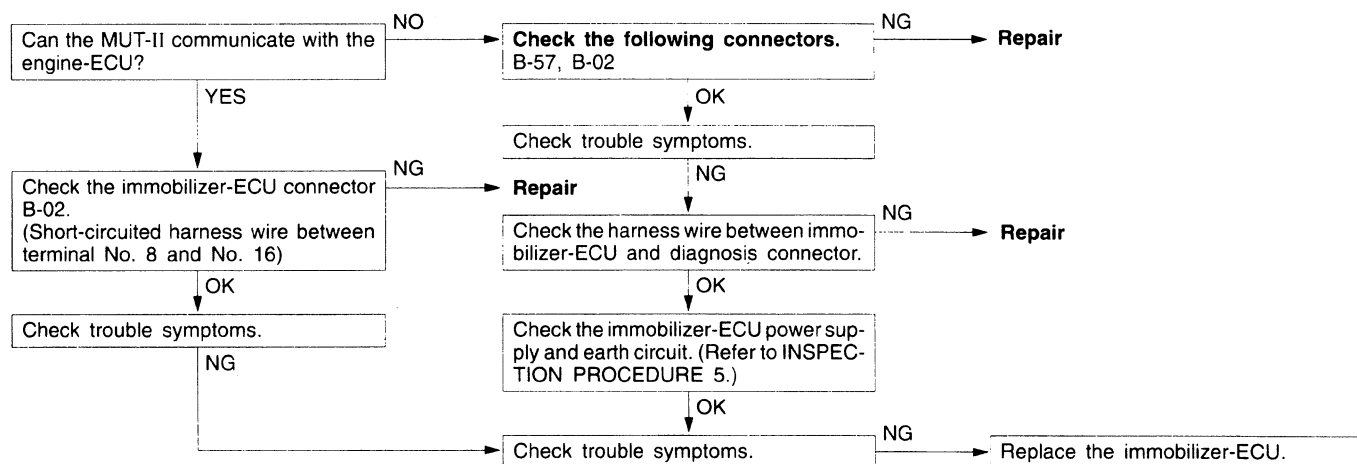 Can the MUT-II communicate with the
engine-ECU?
NO
Check the following connectors.
B-57, B-02
NG
Repair
YES
OK
Check trouble symptoms.
NG
Check the immobilizer-ECU connector
B-02.
(Short-circuited harness wire between
terminal No. 8 and No. 16)
NG
Repair
Check the harness wire between immo-
bilizer-ECU and diagnosis connector.
NG
Repair
OK
OK
Check trouble symptoms.
NG
Check the immobilizer-ECU power sup-
ply and earth circuit. (Refer to INSPEC-
TION PROCEDURE 5.)
OK
Check trouble symptoms.
NG
Replace the immobilizer-ECU.